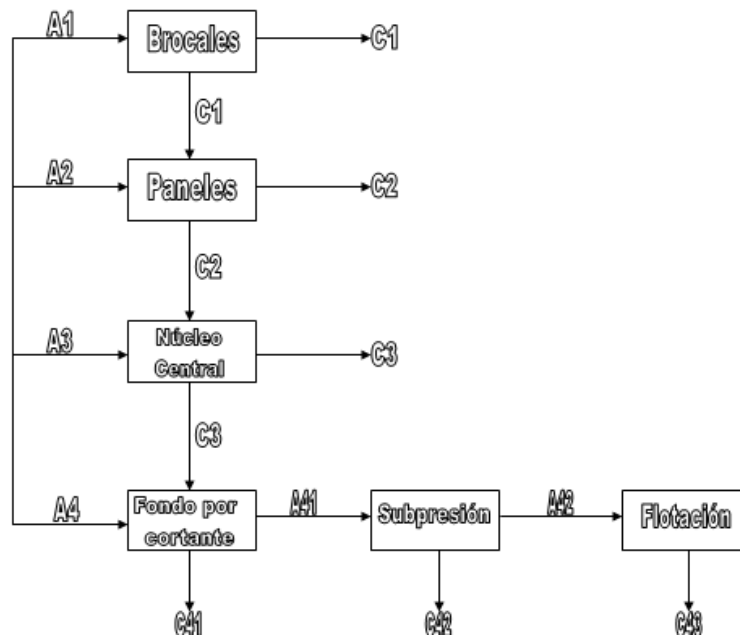 A1
Brocales
C1
C1
A2
Paneles
C2
C2
A3
Núcleo
Central
C3
C3
A4
Fondo por
cortante
A41
Subpresión
A42
Flotación
C41
C42
C43